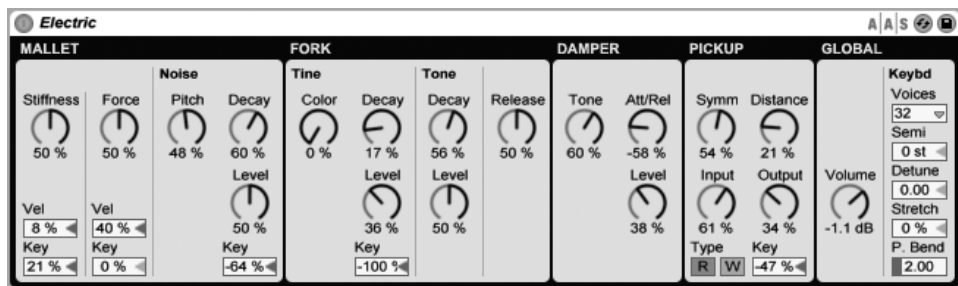 Electric A|A|S
MALLET FORK DAMPER PICKUP GLOBAL
Noise Tine Tone Keybd
Stiffness Force Pitch Decay Color Decay Decay Release Tone Att/Rel Symm Distance Voices
50 % 50 % 48 % 60 % 0 % 17 % 56 % 50 % 60 % -58 % 54 % 21 % 32
Semi
0 st
Level Level Level Level Input Output Volume Detune
50 % 36 % 50 % 38 % 61 % 34 % -1.1 dB 0.00
Vel Vel Stretch
8 % 40 % 0 %
Key Key Key Key Type Key P. Bend
21 % 0 % -64 % -100 % R W -47 % 2.00